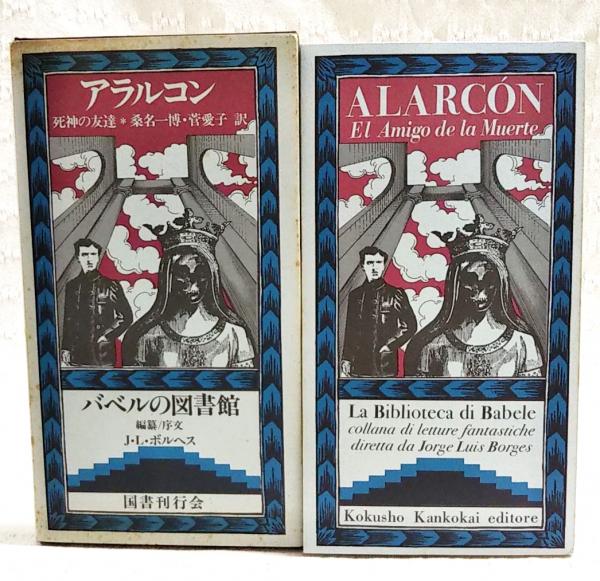 アラルコン
死神の友達＊桑名一博・菅愛子 訳
バベルの図書館
編纂/序文
J・L・ボルヘス
国書刊行会
ALARCÓN
El Amigo de la Muerte
La Biblioteca di Babele
collana di letture fantastiche
diretta da Jorge Luis Borges
Kokusho Kankokai editore